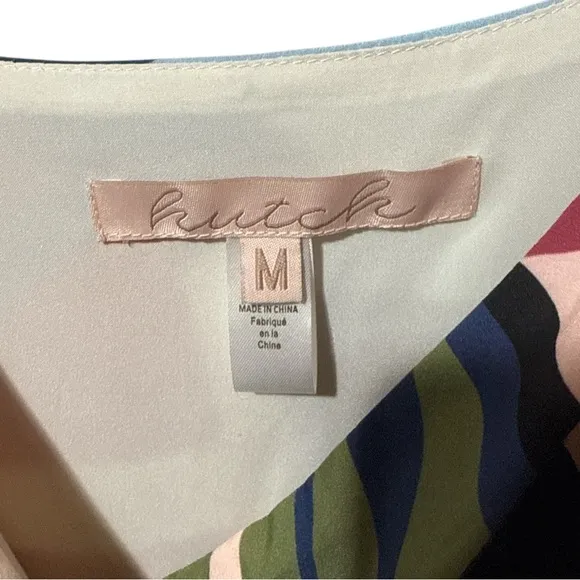 hutch
M
MADE IN CHINA
Fabriqué
en la
Chine